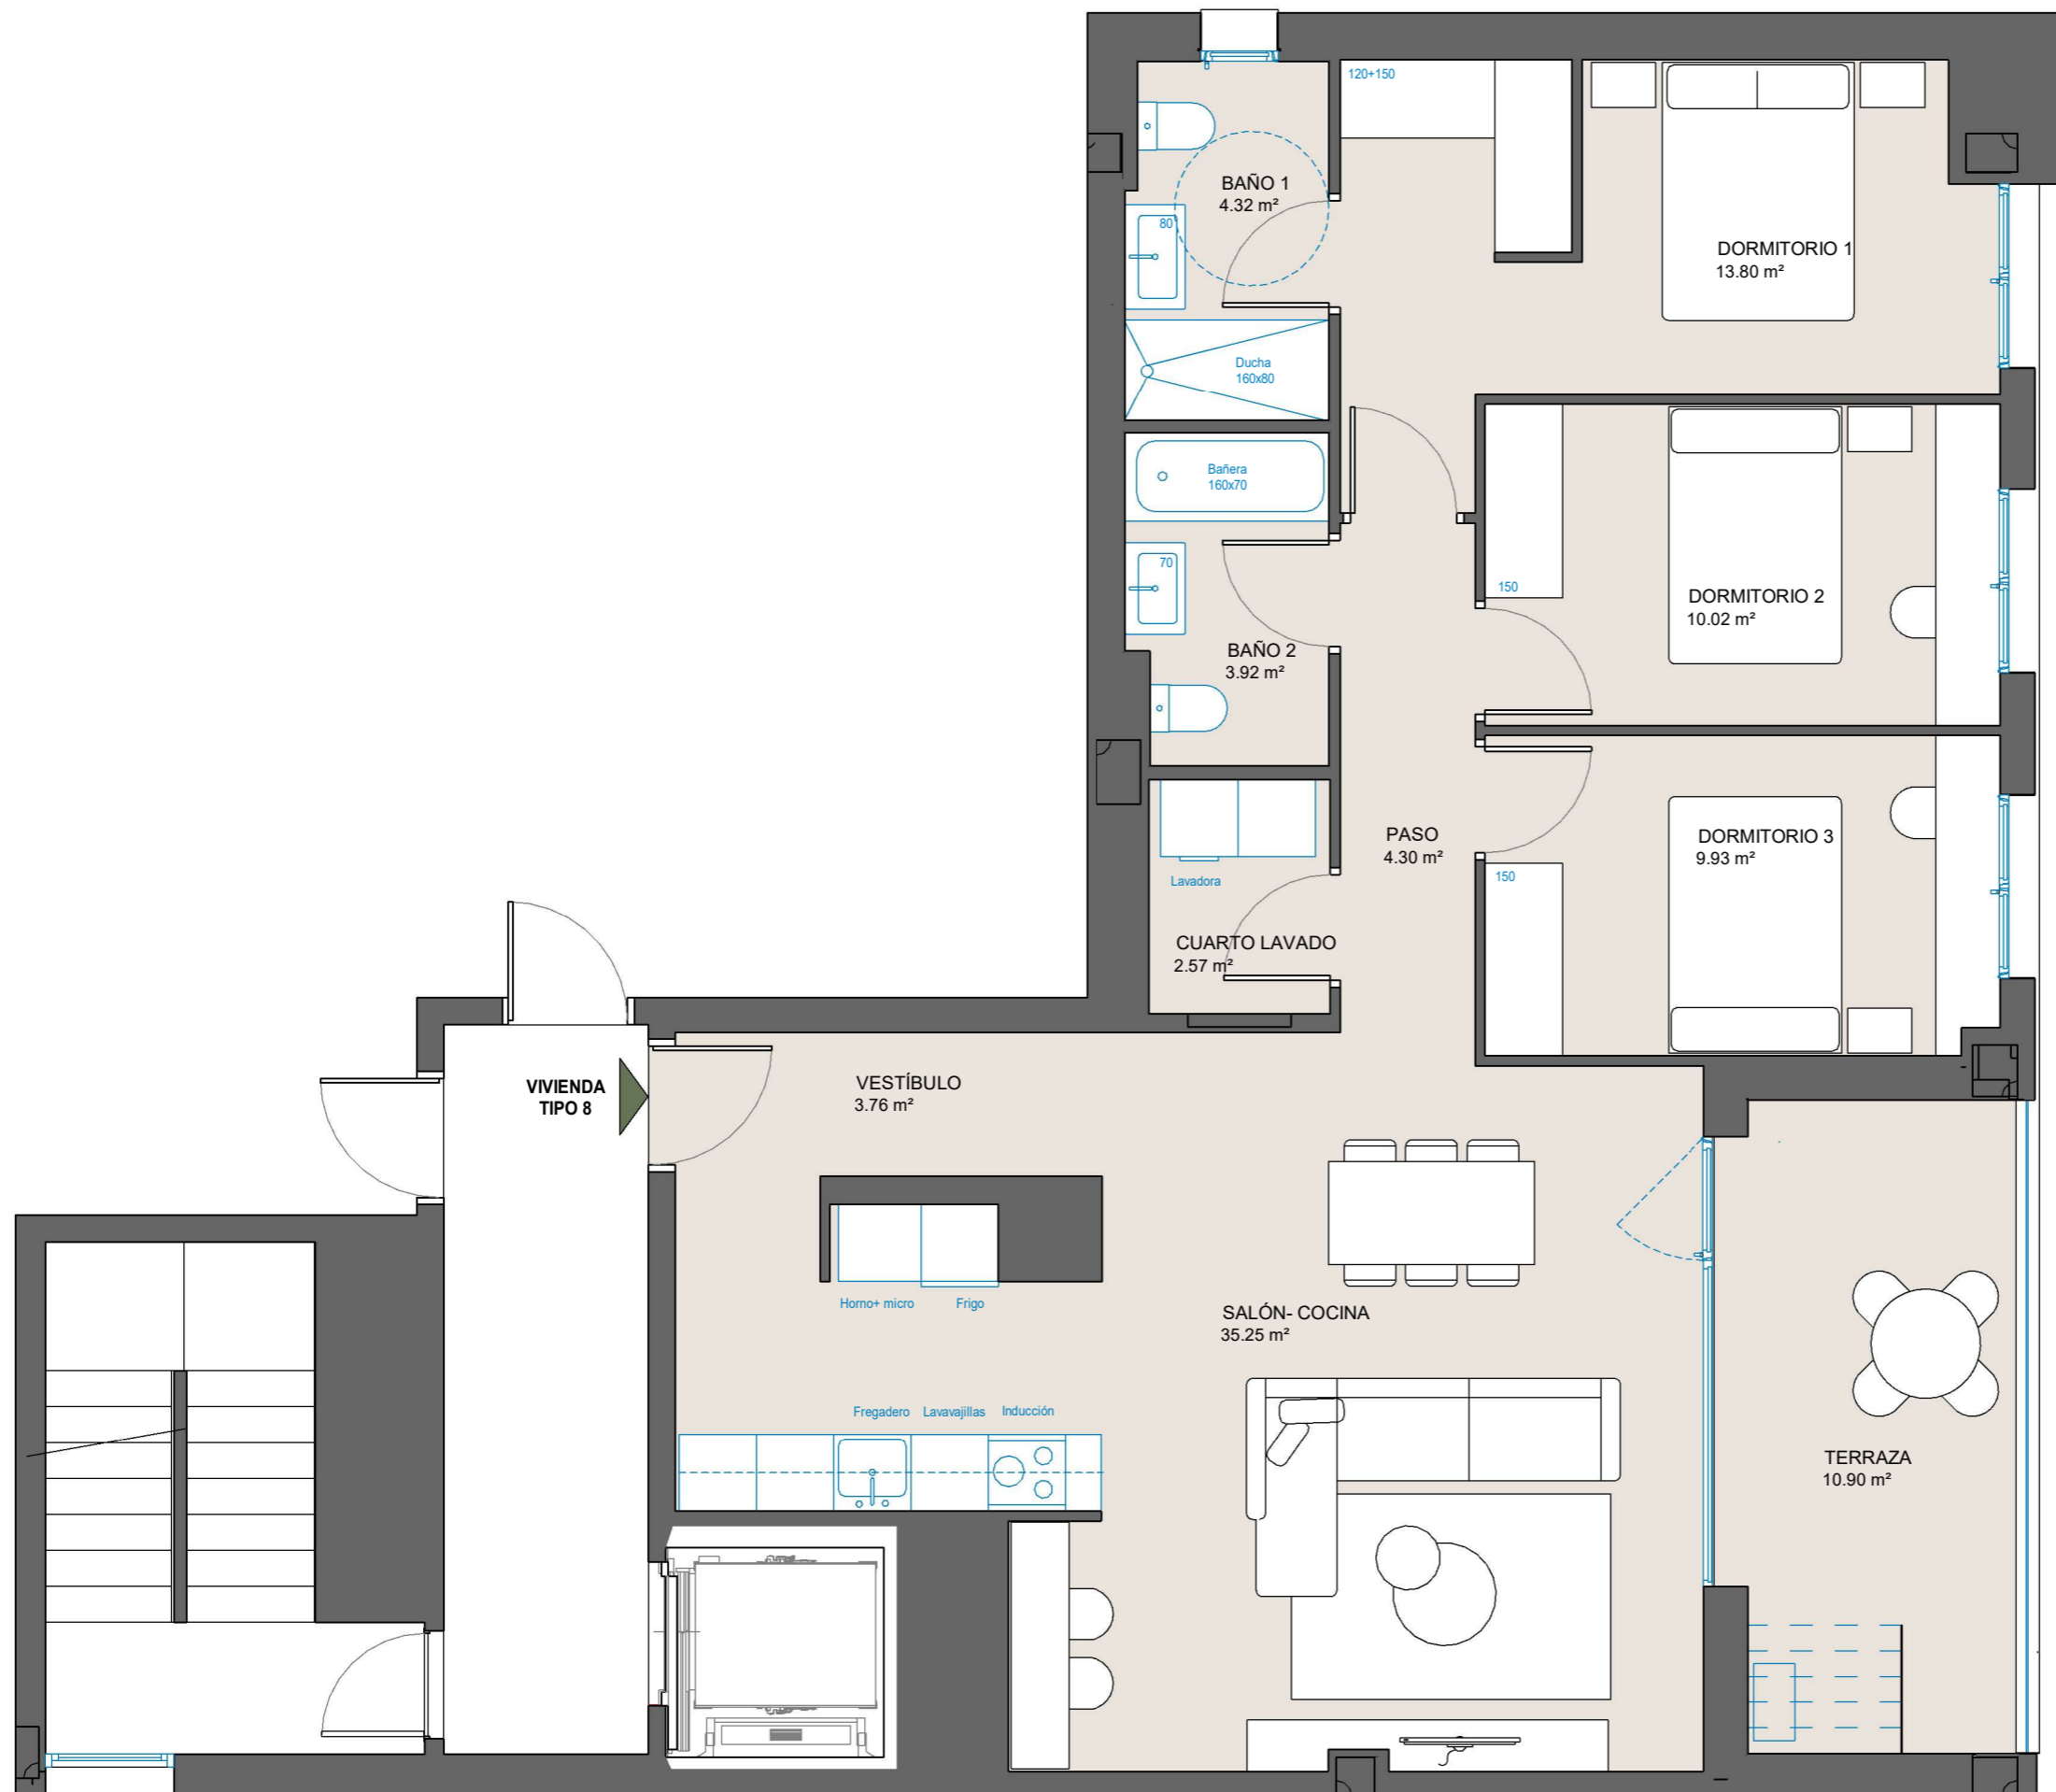 120+150
BAÑO 1
4.32 m²
80
DORMITORIO 1
13.80 m²
Ducha
160x80
Bañera
160x70
70
150
DORMITORIO 2
10.02 m²
BAÑO 2
3.92 m²
PASO
4.30 m²
DORMITORIO 3
9.93 m²
150
Lavadora
CUARTO LAVADO
2.57 m²
VIVIENDA
TIPO 8
VESTÍBULO
3.76 m²
Horno+ micro
Frigo
SALÓN- COCINA
35.25 m²
Fregadero
Lavavajillas
Inducción
TERRAZA
10.90 m²